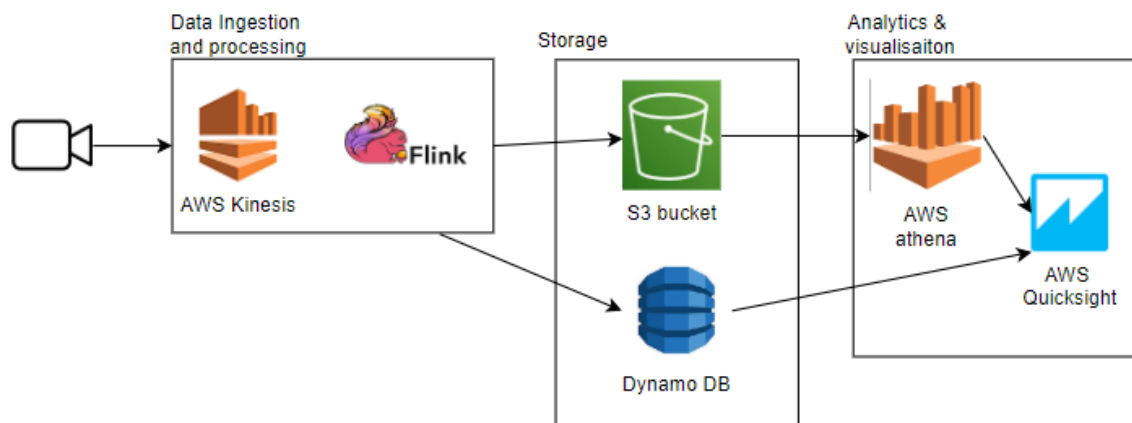 Data Ingestion
and processing
Storage
Analytics &
visualisaiton
AWS Kinesis
Flink
S3 bucket
AWS
athena
AWS
Quicksight
Dynamo DB